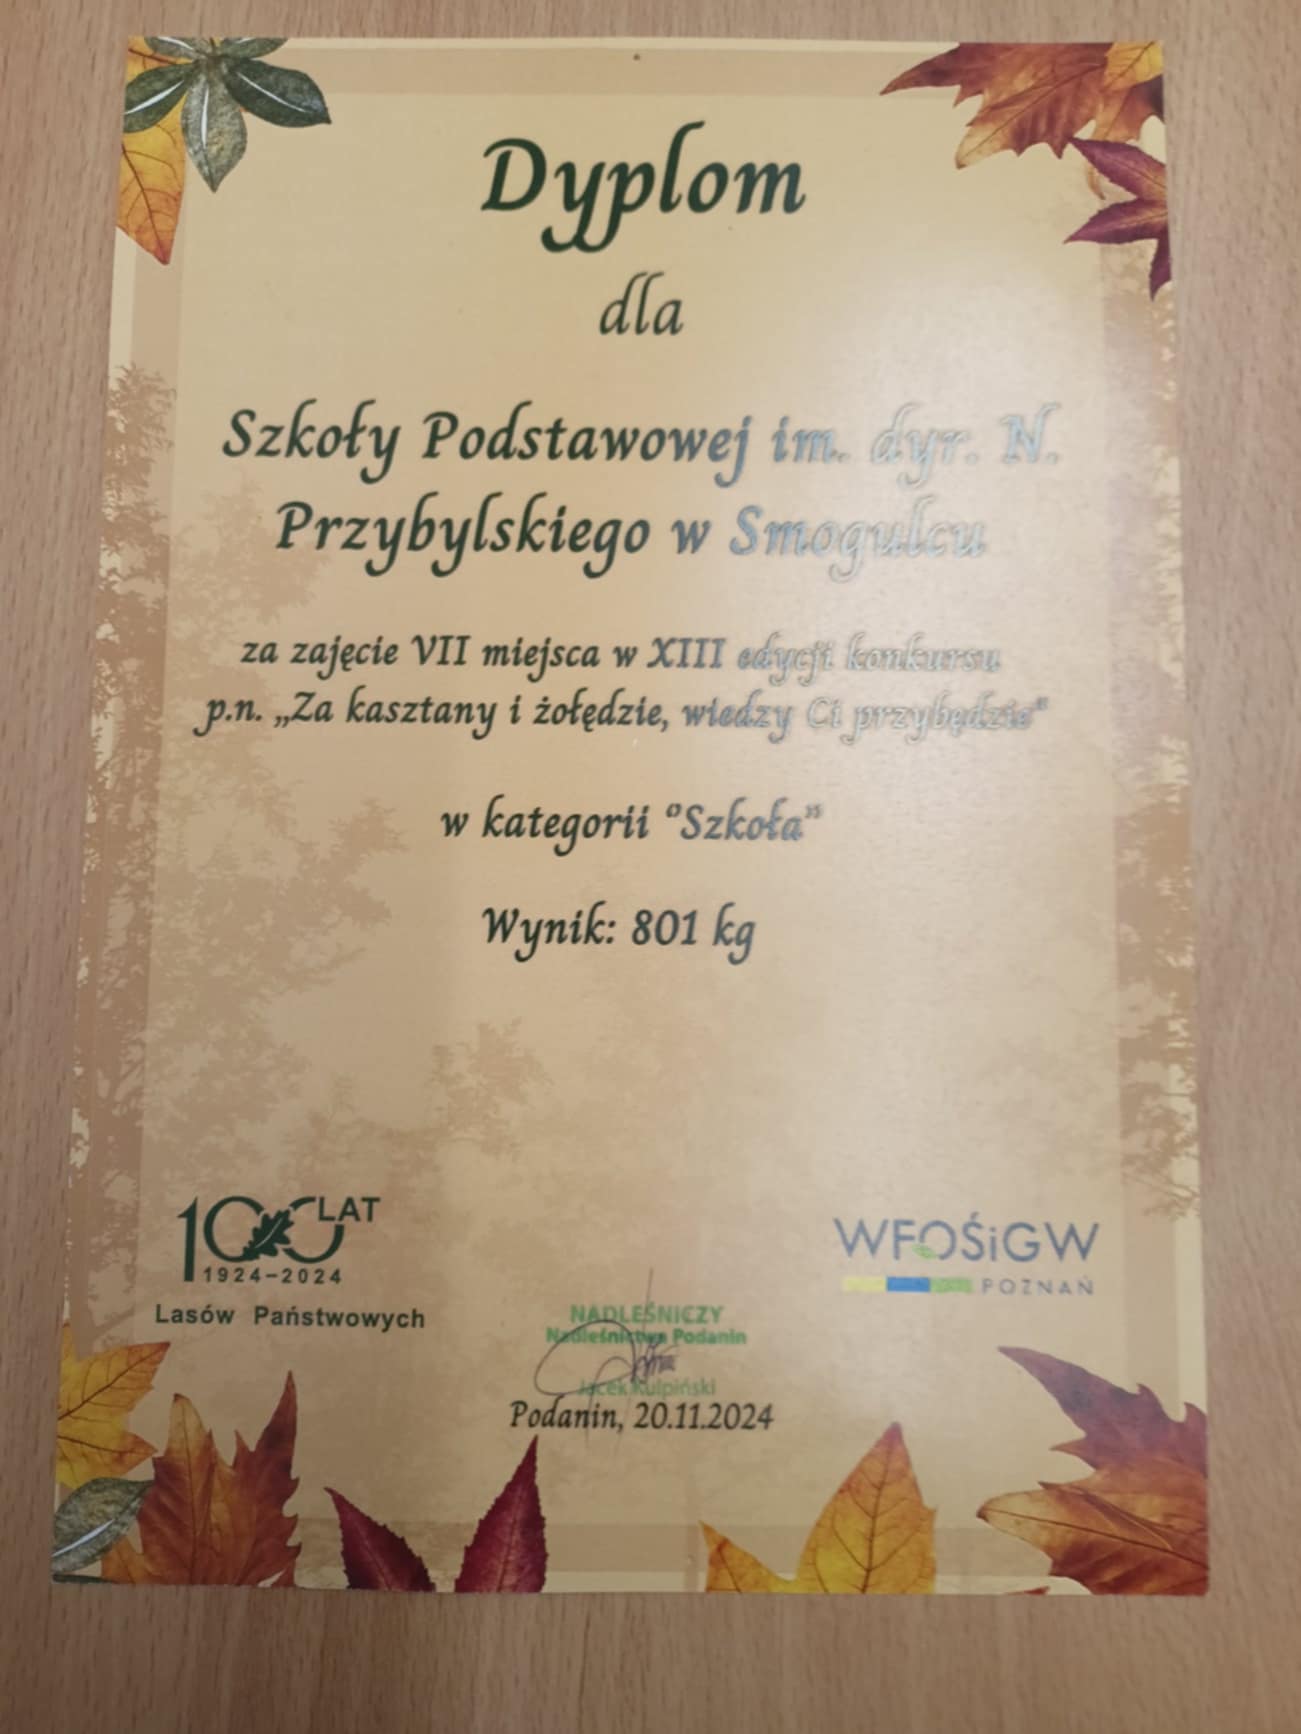 Dyplom
dla
Szkoły Podstawowej im. dyr. N.
Przybylskiego w Smogulcu
za zajęcie VII miejsca w XIII edycji konkursu
p.n. „Za kasztany i żołędzie, wiedzy Ci przybędzie"
w kategorii "Szkoła"
Wynik: 801 kg
100 LAT
1924-2024
Lasów Państwowych
WFOŚiGW
POZNAŃ
NADLEŚNICZY
Nadleśnictwa Podanin
Jacek Kulpiński
Podanin, 20.11.2024